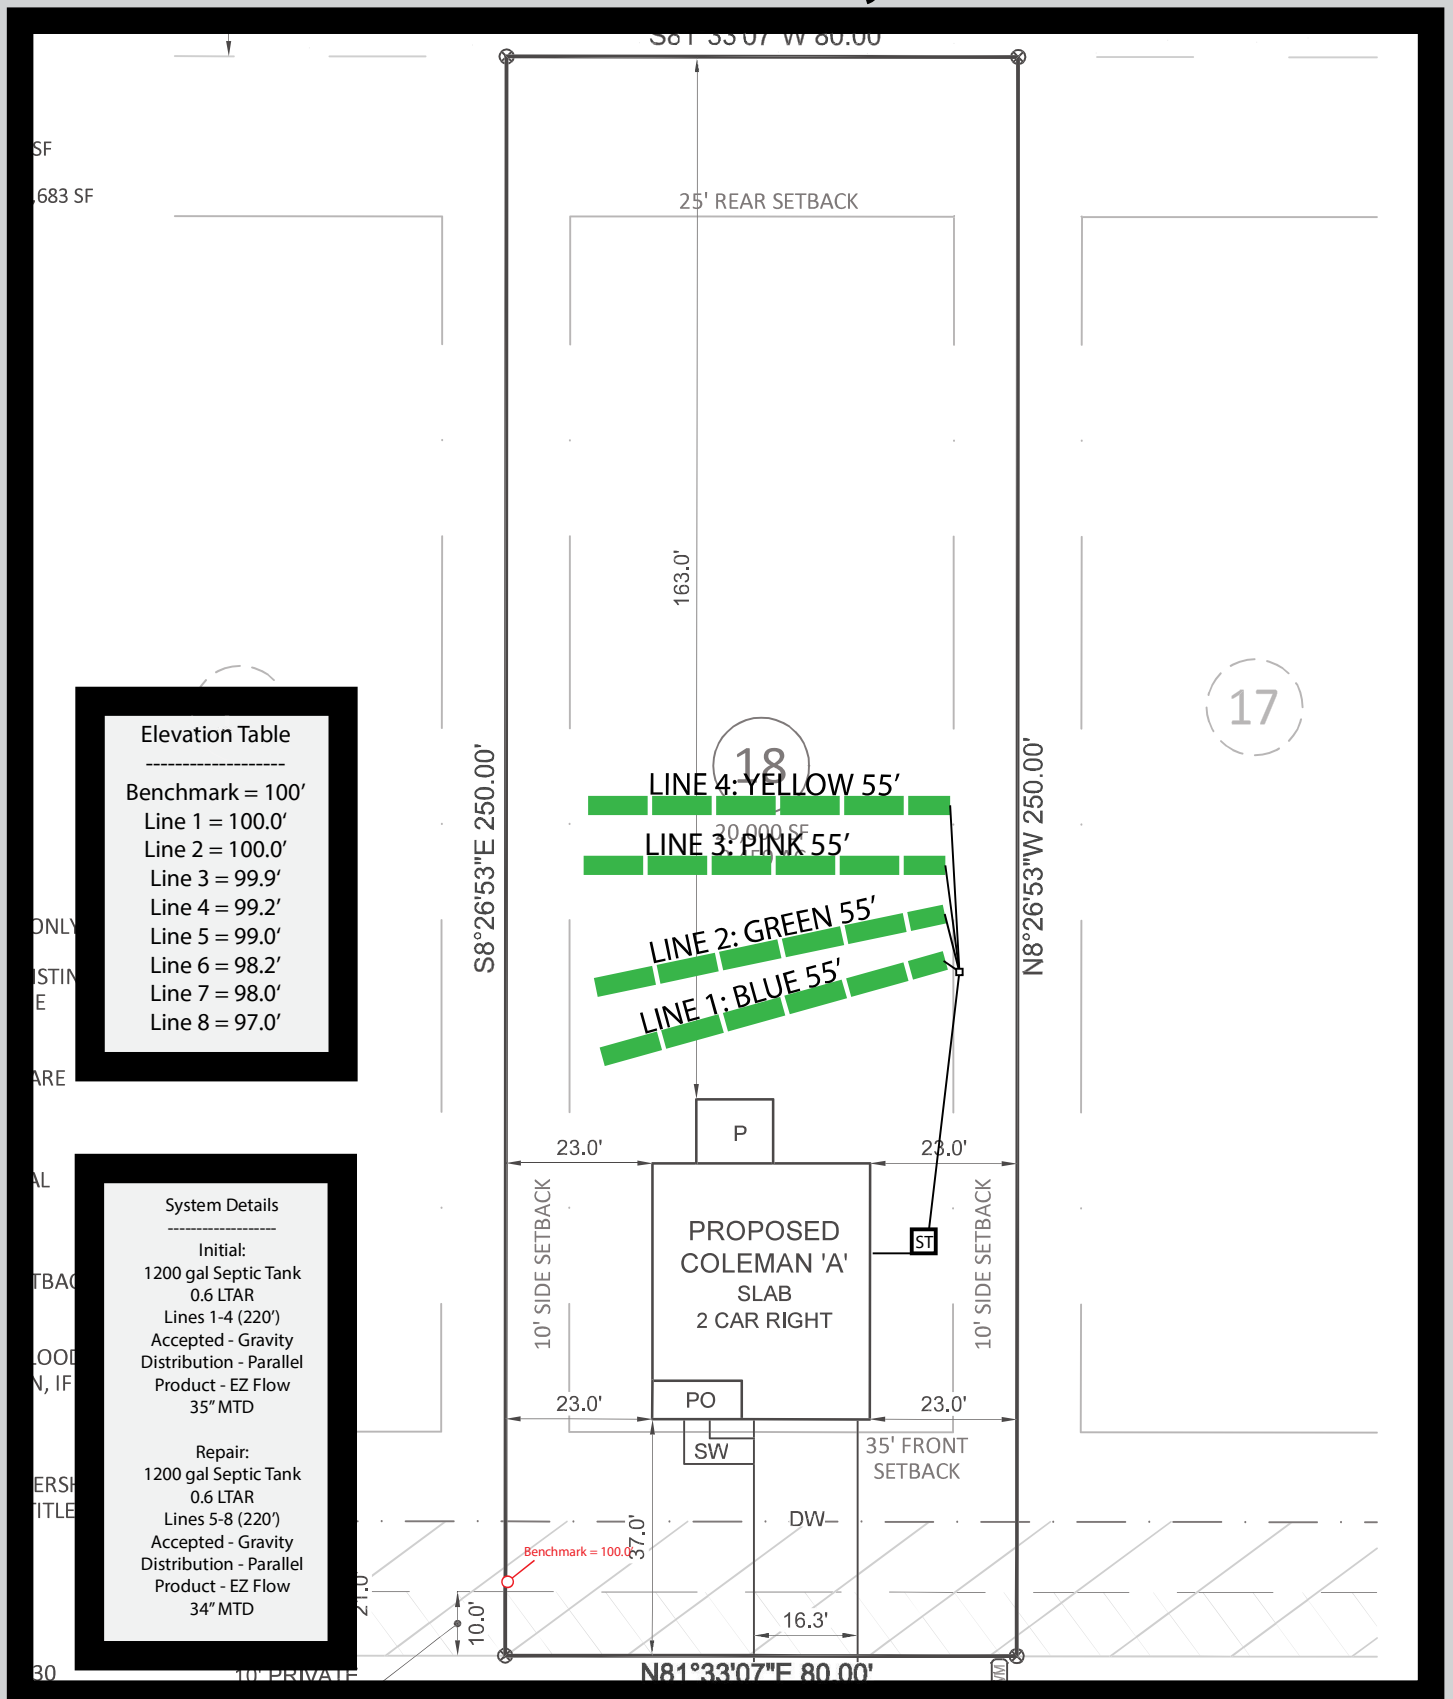 S81°33'07"W 80.00'
SF
,683 SF
25' REAR SETBACK
163.0'
17
18
S8°26'53"E 250.00'
N8°26'53"W 250.00'
LINE 4: YELLOW 55'
20,000 SF
LINE 3: PINK 55'
LINE 2: GREEN 55'
LINE 1: BLUE 55'
Elevation Table
-------------------
Benchmark = 100'
Line 1 = 100.0'
Line 2 = 100.0'
Line 3 = 99.9'
Line 4 = 99.2'
Line 5 = 99.0'
Line 6 = 98.2'
Line 7 = 98.0'
Line 8 = 97.0'
ONLY
ISTIN
E
ARE
AL
TBAC
LOOD
N, IF
ERSH
TITLE
30
P
23.0'
23.0'
10' SIDE SETBACK
10' SIDE SETBACK
PROPOSED
COLEMAN 'A'
SLAB
2 CAR RIGHT
ST
PO
23.0'
23.0'
SW
35' FRONT
SETBACK
DW
37.0'
Benchmark = 100.0'
16.3'
10.0'
21.0'
10' PRIVATE
N81°33'07"E 80.00'
WM
System Details
-------------------
Initial:
1200 gal Septic Tank
0.6 LTAR
Lines 1-4 (220')
Accepted - Gravity
Distribution - Parallel
Product - EZ Flow
35" MTD
Repair:
1200 gal Septic Tank
0.6 LTAR
Lines 5-8 (220')
Accepted - Gravity
Distribution - Parallel
Product - EZ Flow
34" MTD